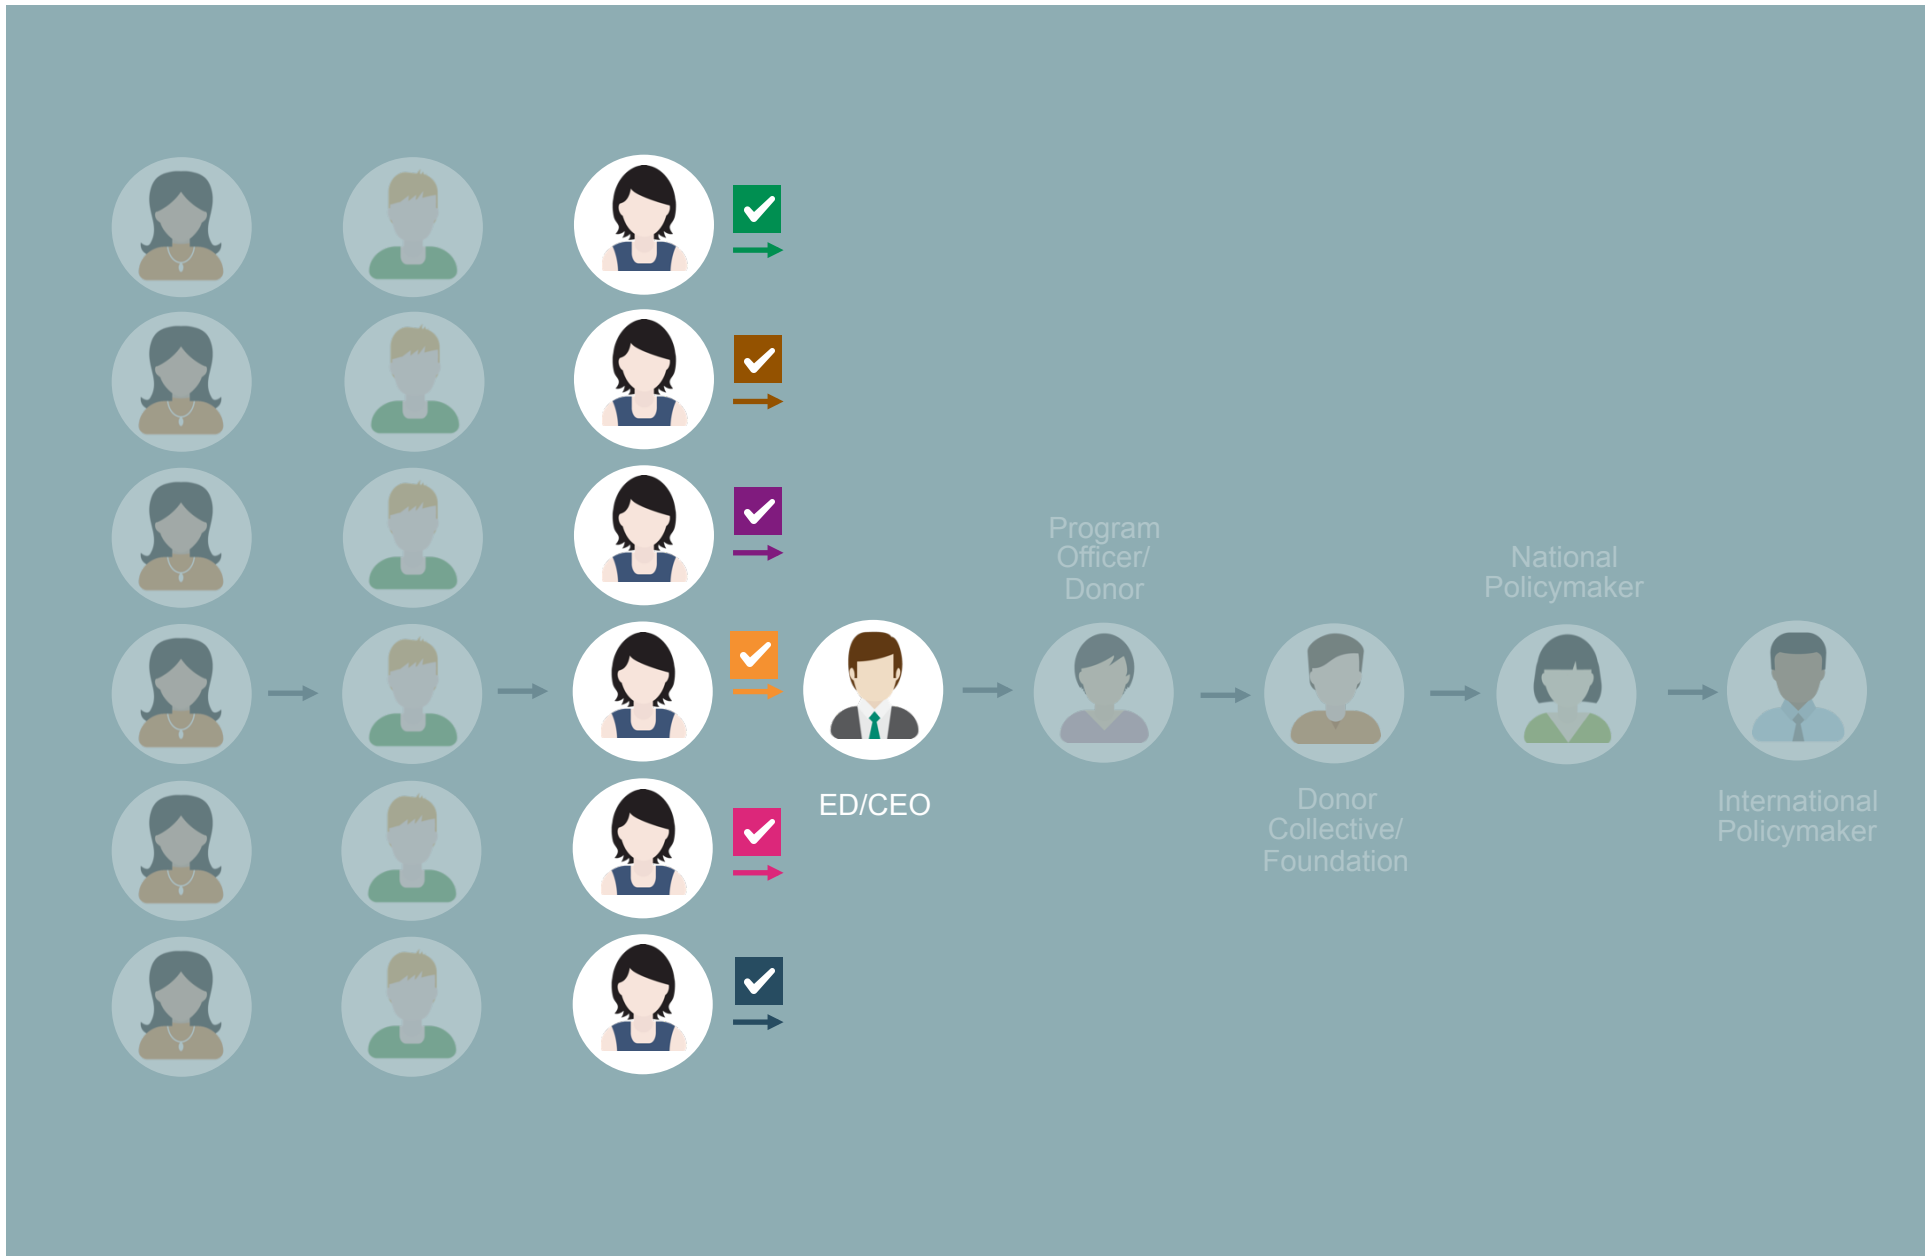 Program
Officer/
Donor
National
Policymaker
ED/CEO
Donor
Collective/
Foundation
International
Policymaker